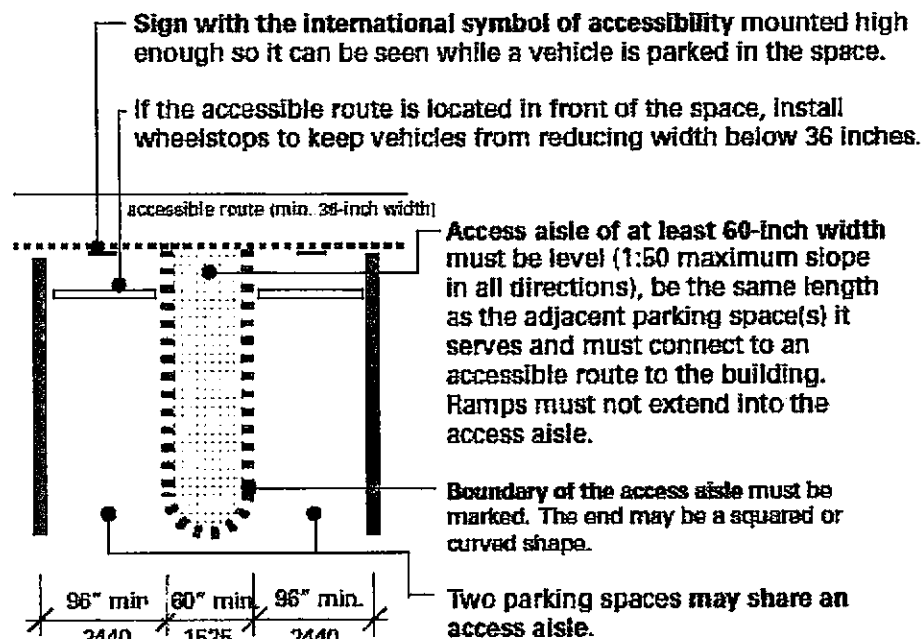 Sign with the international symbol of accessibility mounted high
enough so it can be seen while a vehicle is parked in the space.
If the accessible route is located in front of the space, install
wheelstops to keep vehicles from reducing width below 36 inches.
accessible route (min. 36-inch width)
Access aisle of at least 60-inch width
must be level (1:50 maximum slope
in all directions), be the same length
as the adjacent parking space(s) it
serves and must connect to an
accessible route to the building.
Ramps must not extend into the
access aisle.
Boundary of the access aisle must be
marked. The end may be a squared or
curved shape.
Two parking spaces may share an
access aisle.
96" min 60" min. 96" min.
2440 1525 2440